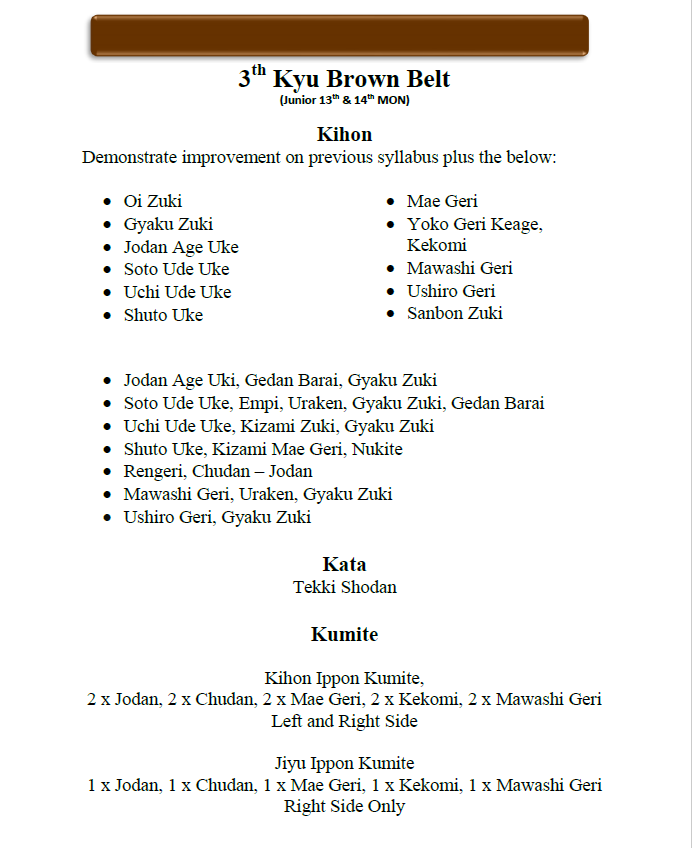 3th Kyu Brown Belt
(Junior 13th & 14th MON)
Kihon
Demonstrate improvement on previous syllabus plus the below:
• Oi Zuki
• Gyaku Zuki
• Jodan Age Uke
• Soto Ude Uke
• Uchi Ude Uke
• Shuto Uke
• Mae Geri
• Yoko Geri Keage,
Kekomi
• Mawashi Geri
• Ushiro Geri
• Sanbon Zuki
• Jodan Age Uki, Gedan Barai, Gyaku Zuki
• Soto Ude Uke, Empi, Uraken, Gyaku Zuki, Gedan Barai
• Uchi Ude Uke, Kizami Zuki, Gyaku Zuki
• Shuto Uke, Kizami Mae Geri, Nukite
• Rengeri, Chudan – Jodan
• Mawashi Geri, Uraken, Gyaku Zuki
• Ushiro Geri, Gyaku Zuki
Kata
Tekki Shodan
Kumite
Kihon Ippon Kumite,
2 x Jodan, 2 x Chudan, 2 x Mae Geri, 2 x Kekomi, 2 x Mawashi Geri
Left and Right Side
Jiyu Ippon Kumite
1 x Jodan, 1 x Chudan, 1 x Mae Geri, 1 x Kekomi, 1 x Mawashi Geri
Right Side Only